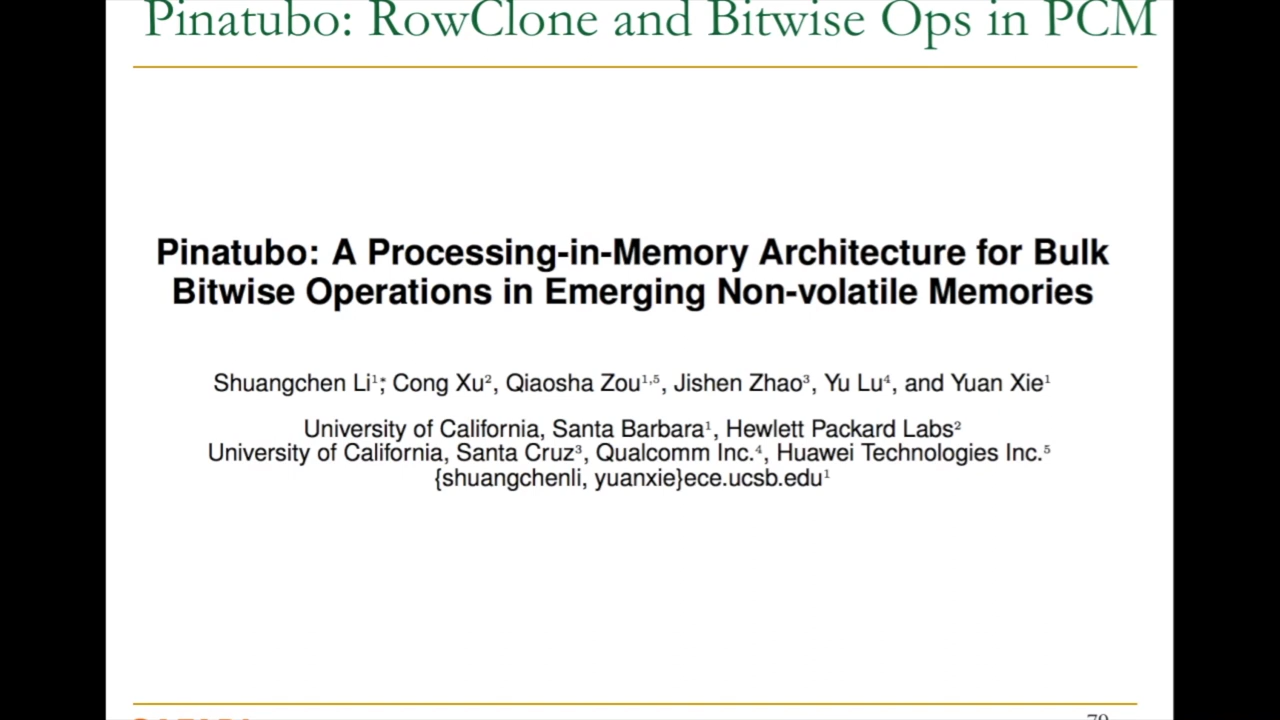 Pinatubo: RowClone and Bitwise Ops in PCM
Pinatubo: A Processing-in-Memory Architecture for Bulk
Bitwise Operations in Emerging Non-volatile Memories
Shuangchen Li¹*, Cong Xu², Qiaosha Zou¹,⁵, Jishen Zhao³, Yu Lu⁴, and Yuan Xie¹
University of California, Santa Barbara¹, Hewlett Packard Labs²
University of California, Santa Cruz³, Qualcomm Inc.⁴, Huawei Technologies Inc.⁵
{shuangchenli, yuanxie}ece.ucsb.edu¹